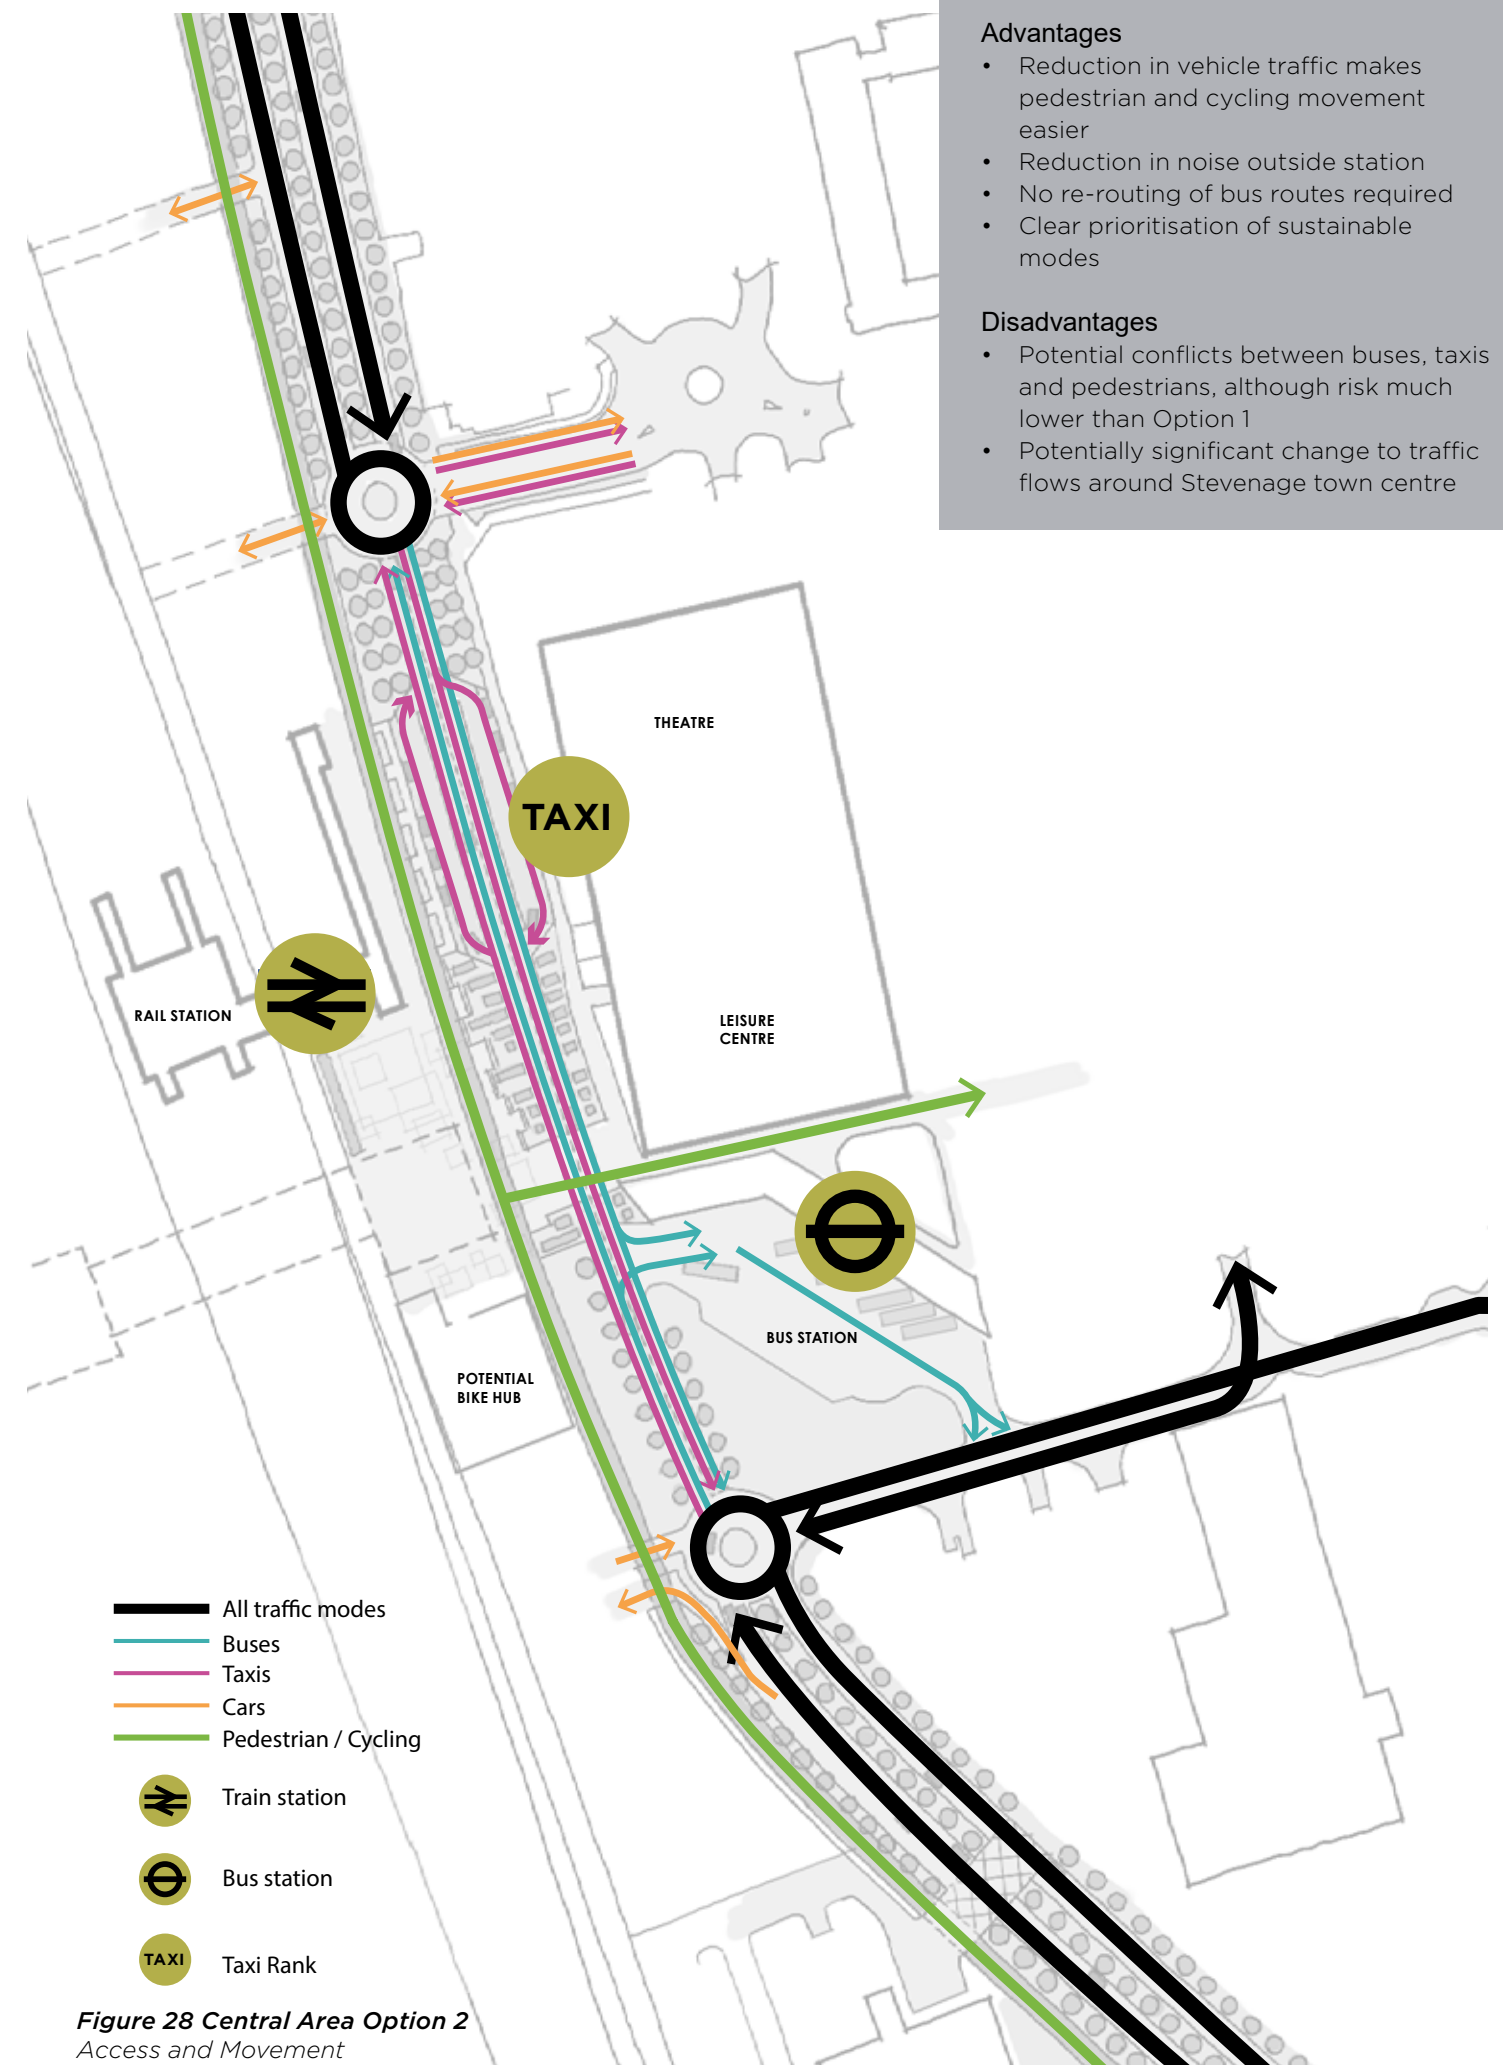 Advantages
• Reduction in vehicle traffic makes
pedestrian and cycling movement
easier
• Reduction in noise outside station
• No re-routing of bus routes required
• Clear prioritisation of sustainable
modes
Disadvantages
• Potential conflicts between buses, taxis
and pedestrians, although risk much
lower than Option 1
• Potentially significant change to traffic
flows around Stevenage town centre
THEATRE
TAXI
RAIL STATION
LEISURE
CENTRE
BUS STATION
POTENTIAL
BIKE HUB
All traffic modes
Buses
Taxis
Cars
Pedestrian / Cycling
Train station
Bus station
TAXI
Taxi Rank
Figure 28 Central Area Option 2
Access and Movement